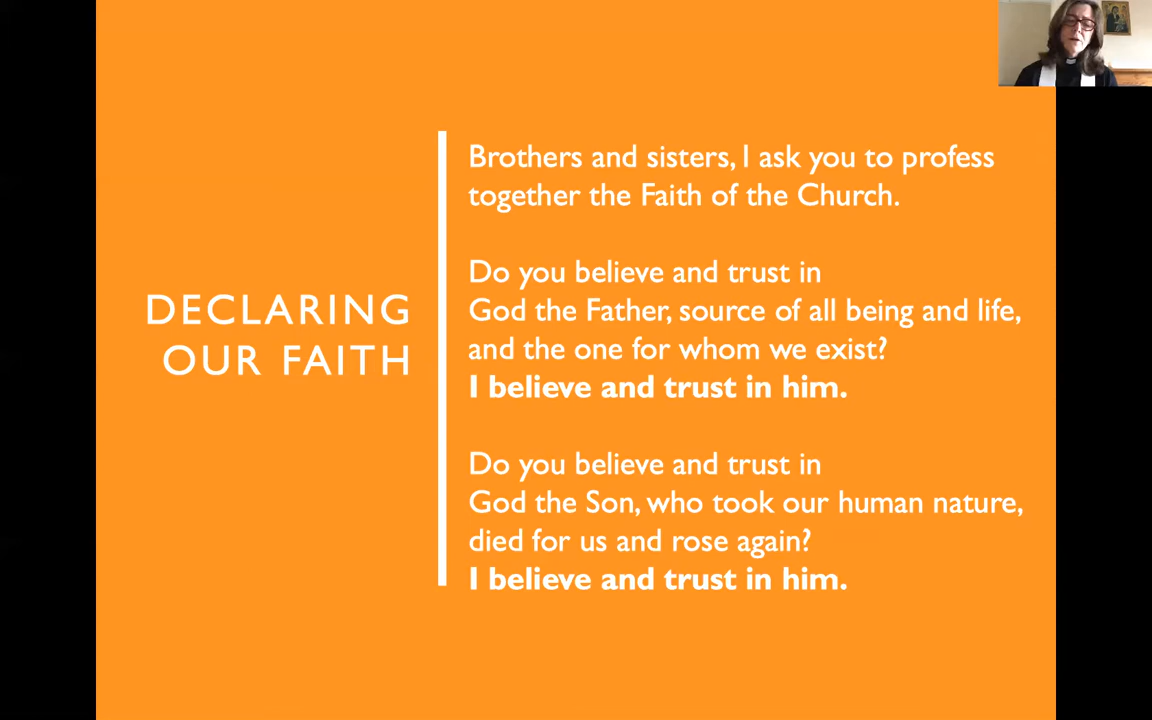 DECLARING
OUR FAITH
Brothers and sisters, I ask you to profess
together the Faith of the Church.
Do you believe and trust in
God the Father, source of all being and life,
and the one for whom we exist?
I believe and trust in him.
Do you believe and trust in
God the Son, who took our human nature,
died for us and rose again?
I believe and trust in him.